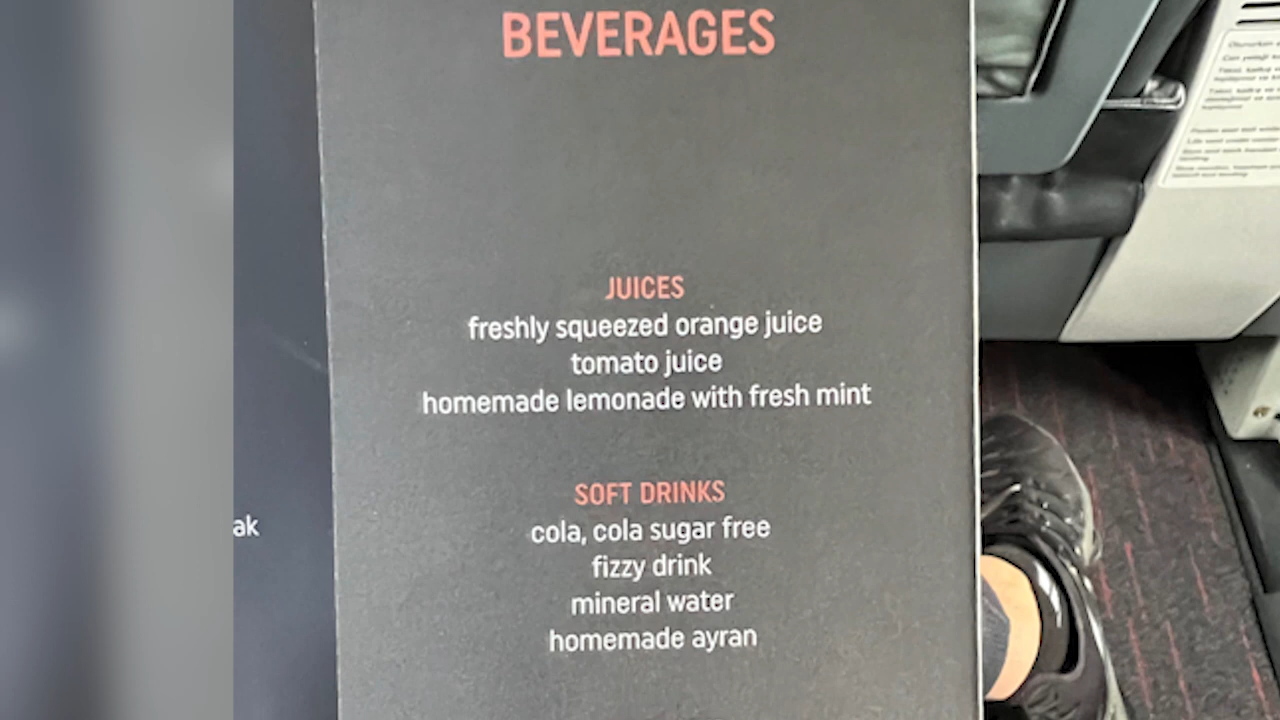 BEVERAGES
JUICES
freshly squeezed orange juice
tomato juice
homemade lemonade with fresh mint
SOFT DRINKS
cola, cola sugar free
fizzy drink
mineral water
homemade ayran
ak